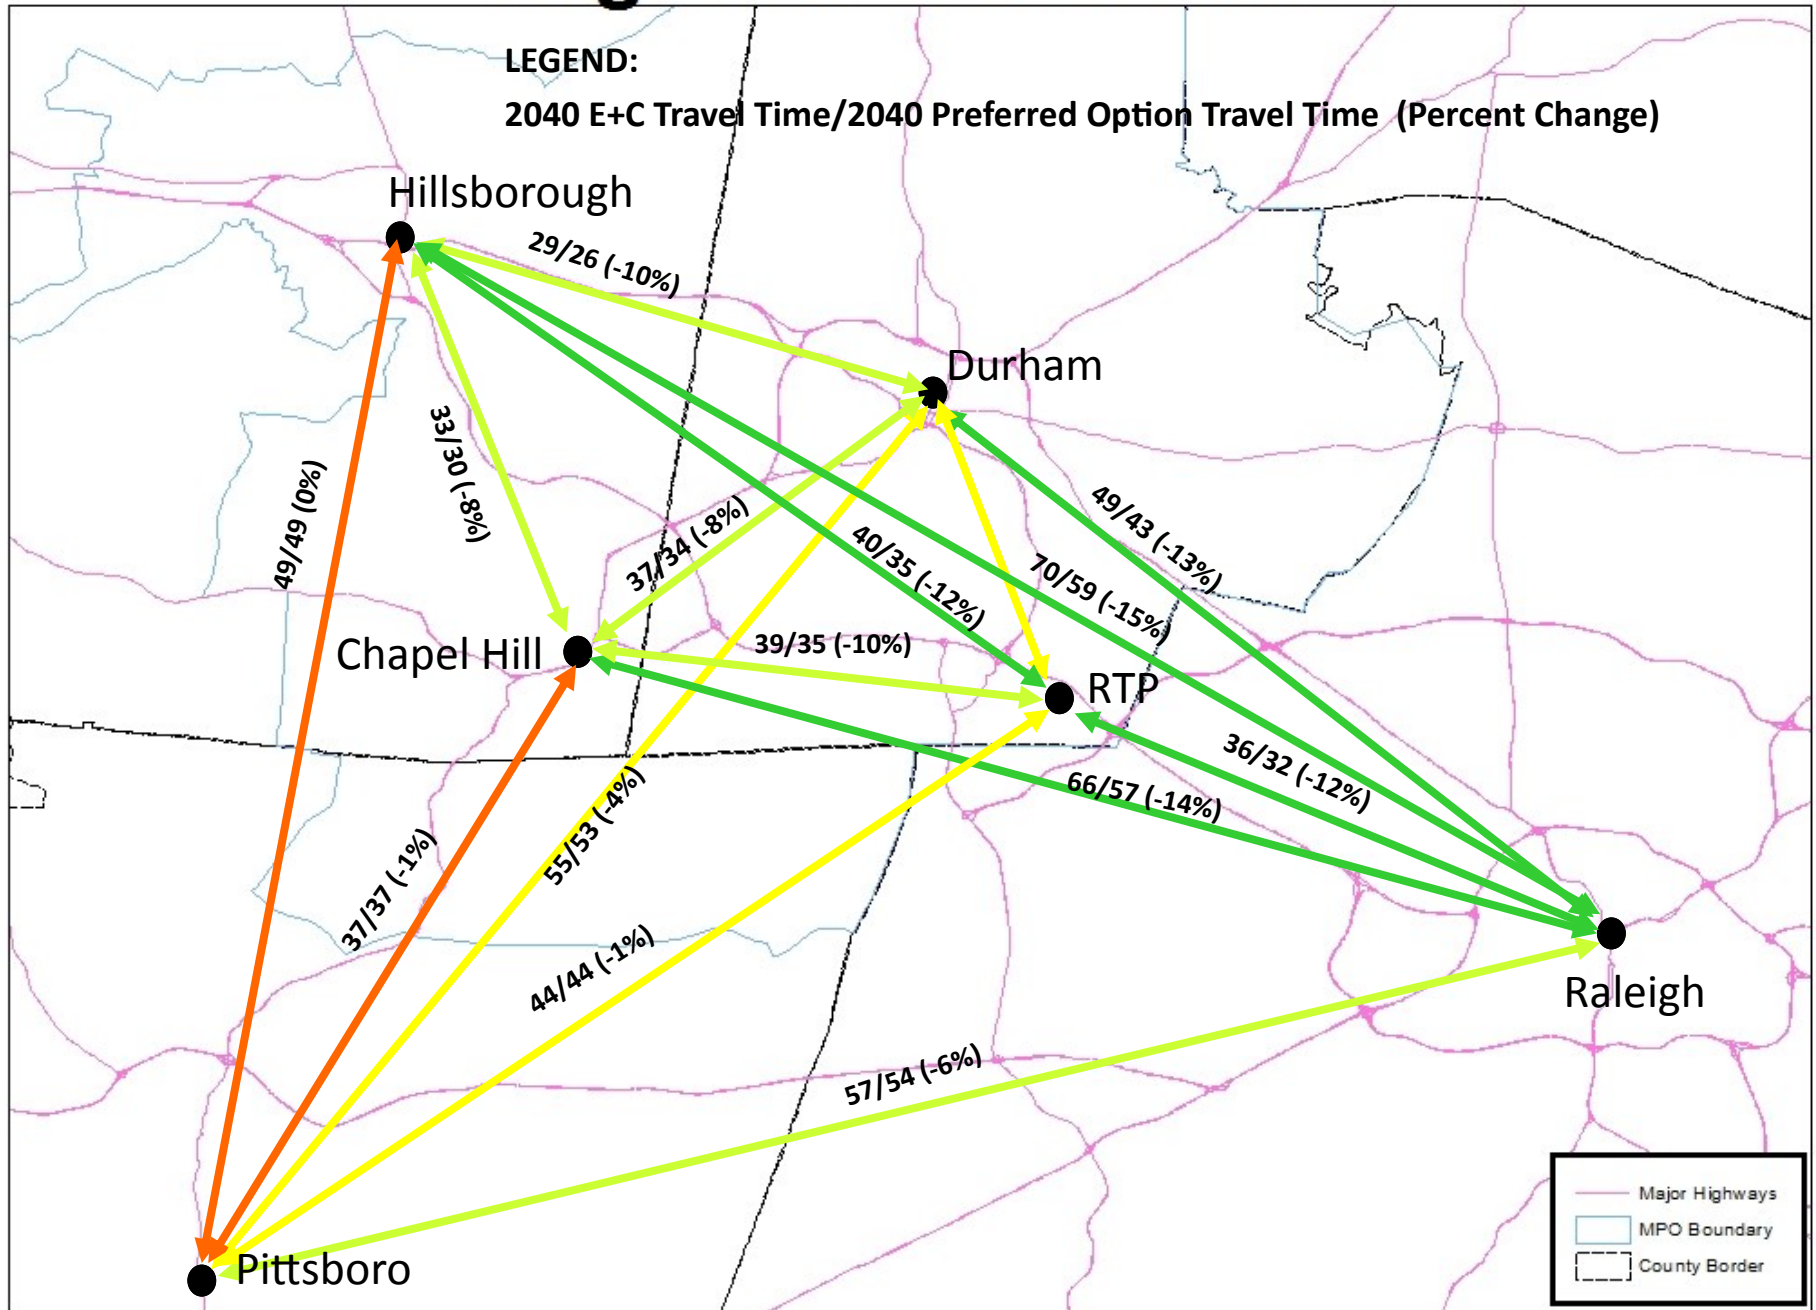 LEGEND:
2040 E+C Travel Time/2040 Preferred Option Travel Time (Percent Change)
Hillsborough
29/26 (-10%)
Durham
33/30 (-8%)
49/49 (0%)
37/34 (-8%)
40/35 (-12%)
49/43 (-13%)
70/59 (-15%)
Chapel Hill
39/35 (-10%)
RTP
36/32 (-12%)
66/57 (-14%)
55/53 (-4%)
37/37 (-1%)
44/44 (-1%)
Raleigh
57/54 (-6%)
Pittsboro
Major Highways
MPO Boundary
County Border